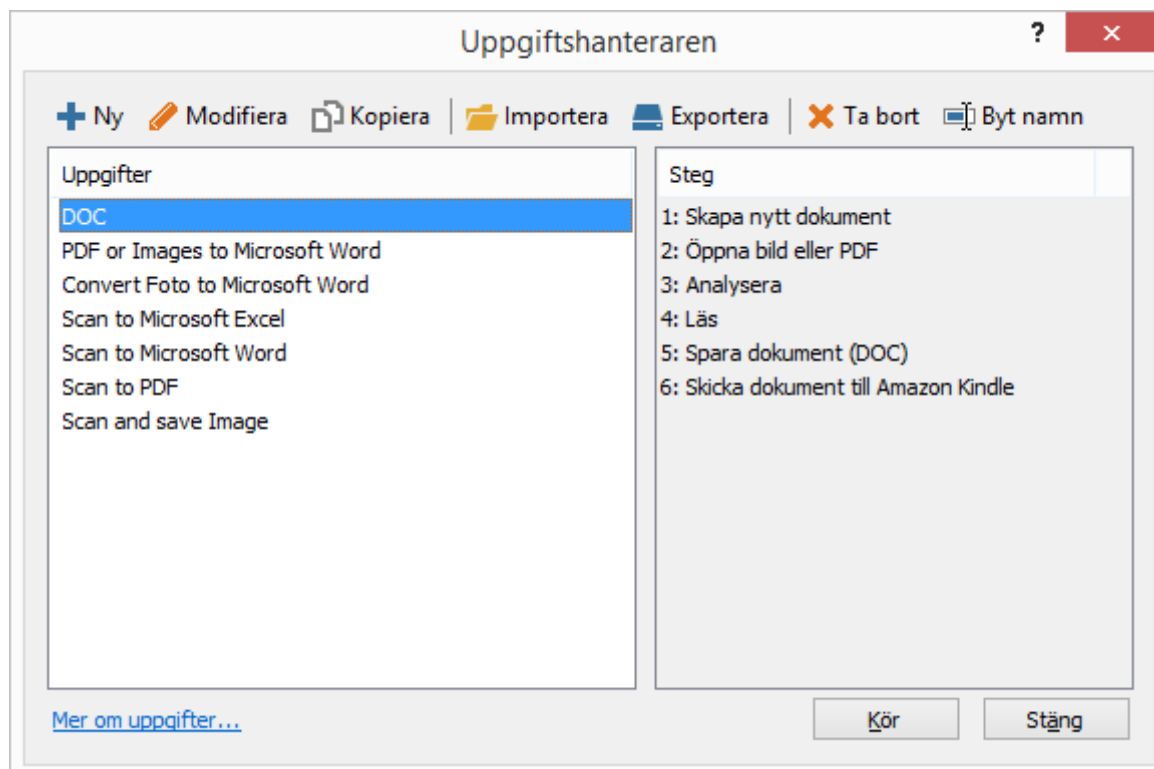 Uppgiftshanteraren ?
Ny Modifiera Kopiera Importera Exportera Ta bort Byt namn
Uppgifter
DOC
PDF or Images to Microsoft Word
Convert Foto to Microsoft Word
Scan to Microsoft Excel
Scan to Microsoft Word
Scan to PDF
Scan and save Image
Steg
1: Skapa nytt dokument
2: Öppna bild eller PDF
3: Analysera
4: Läs
5: Spara dokument (DOC)
6: Skicka dokument till Amazon Kindle
Mer om uppgifter...
Kör
Stäng